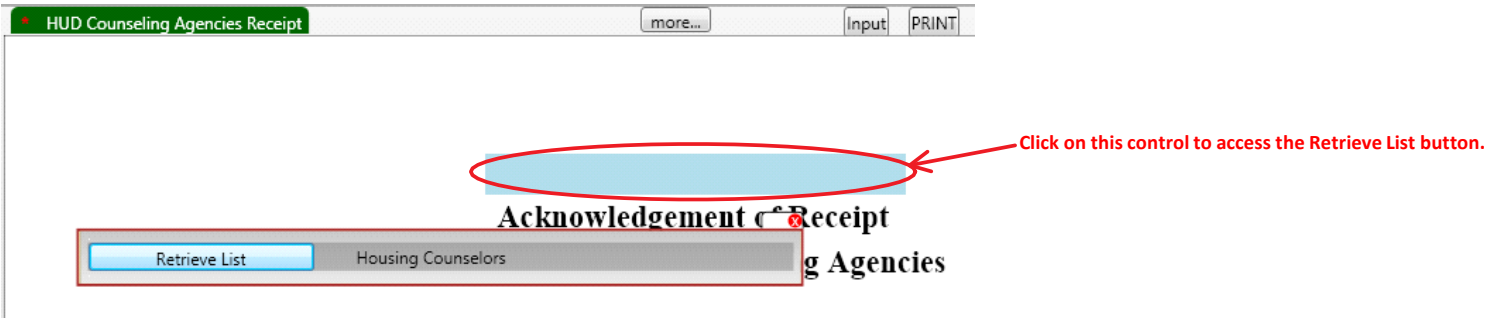 HUD Counseling Agencies Receipt more... Input PRINT
Click on this control to access the Retrieve List button.
Acknowledgement of Receipt
Retrieve List Housing Counselors
g Agencies